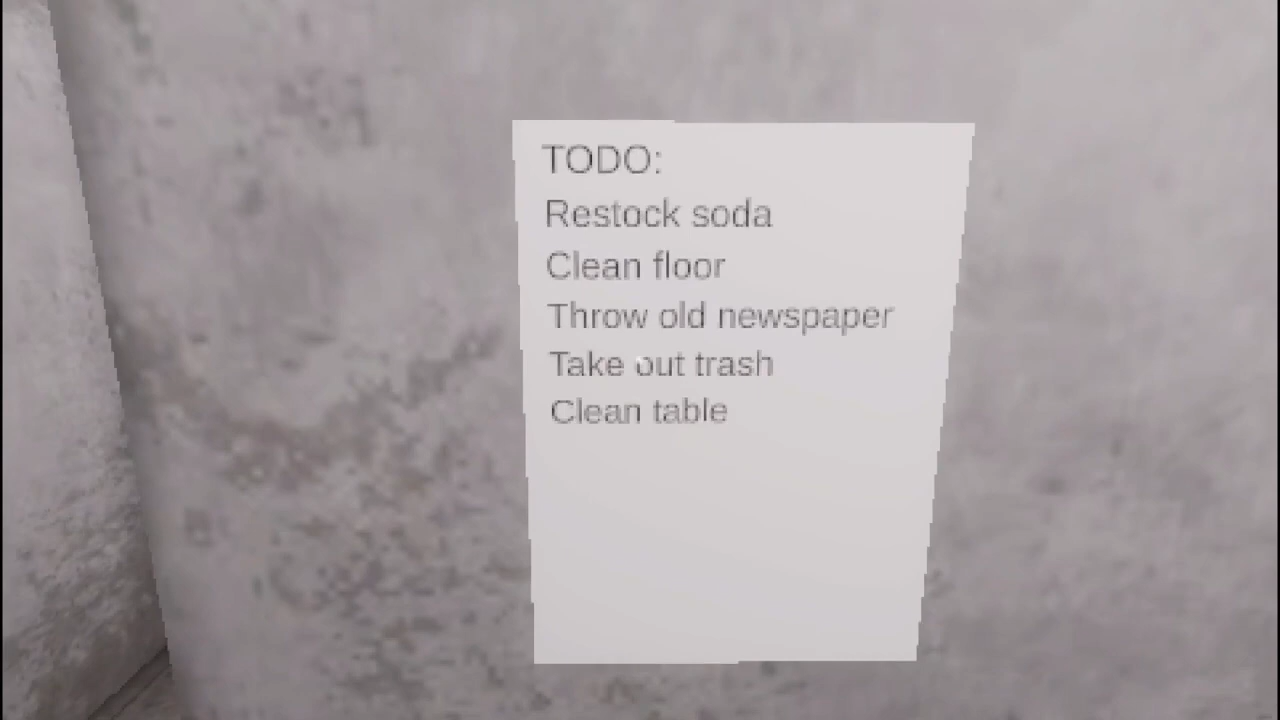 TODO:
Restock soda
Clean floor
Throw old newspaper
Take out trash
Clean table